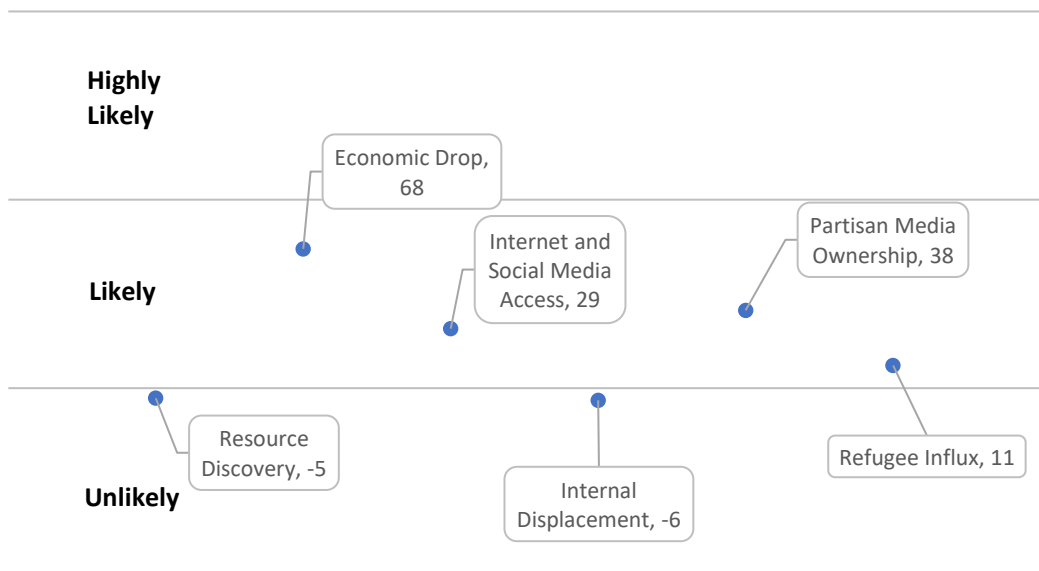 Highly
Likely
Economic Drop,
68
Partisan Media
Ownership, 38
Internet and
Social Media
Access, 29
Likely
Resource
Discovery, -5
Refugee Influx, 11
Unlikely
Internal
Displacement, -6